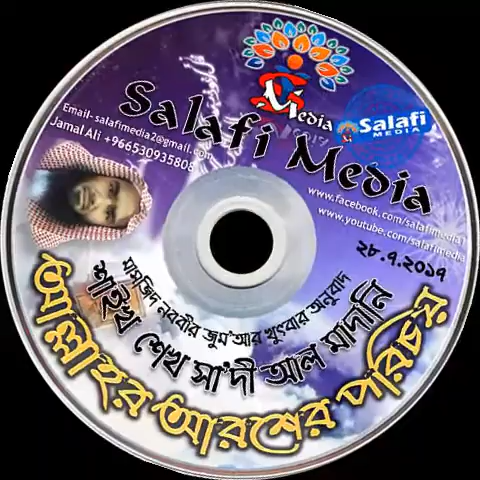 Media
Salafi
MEDIA
Salafi Media
Email- salafimedia2@gmail.com
Jamal Ali +966530935808
www.facebook.com/salafimedia1
www.youtube.com/salafimedia
২৮.৭.২০১৭
মাসজিদ নববীর জুম'আর খুৎবার অনুবাদ
শাইখ শেখ সা'দী আল মাদানি
আল্লাহর আরশের পরিচয়